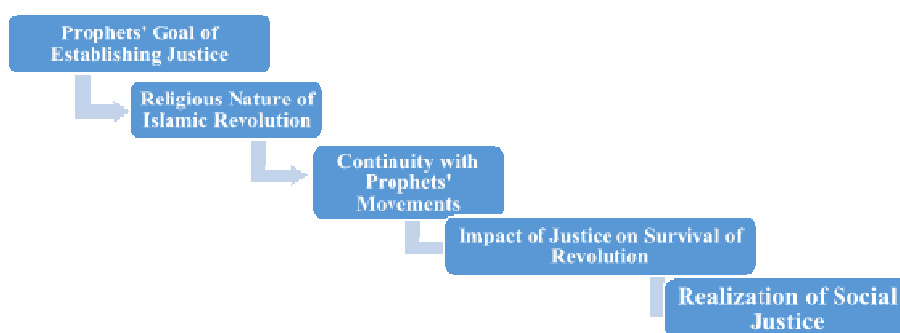 Prophets' Goal of
Establishing Justice
Religious Nature of
Islamic Revolution
Continuity with
Prophets'
Movements
Impact of Justice on Survival of
Revolution
Realization of Social
Justice